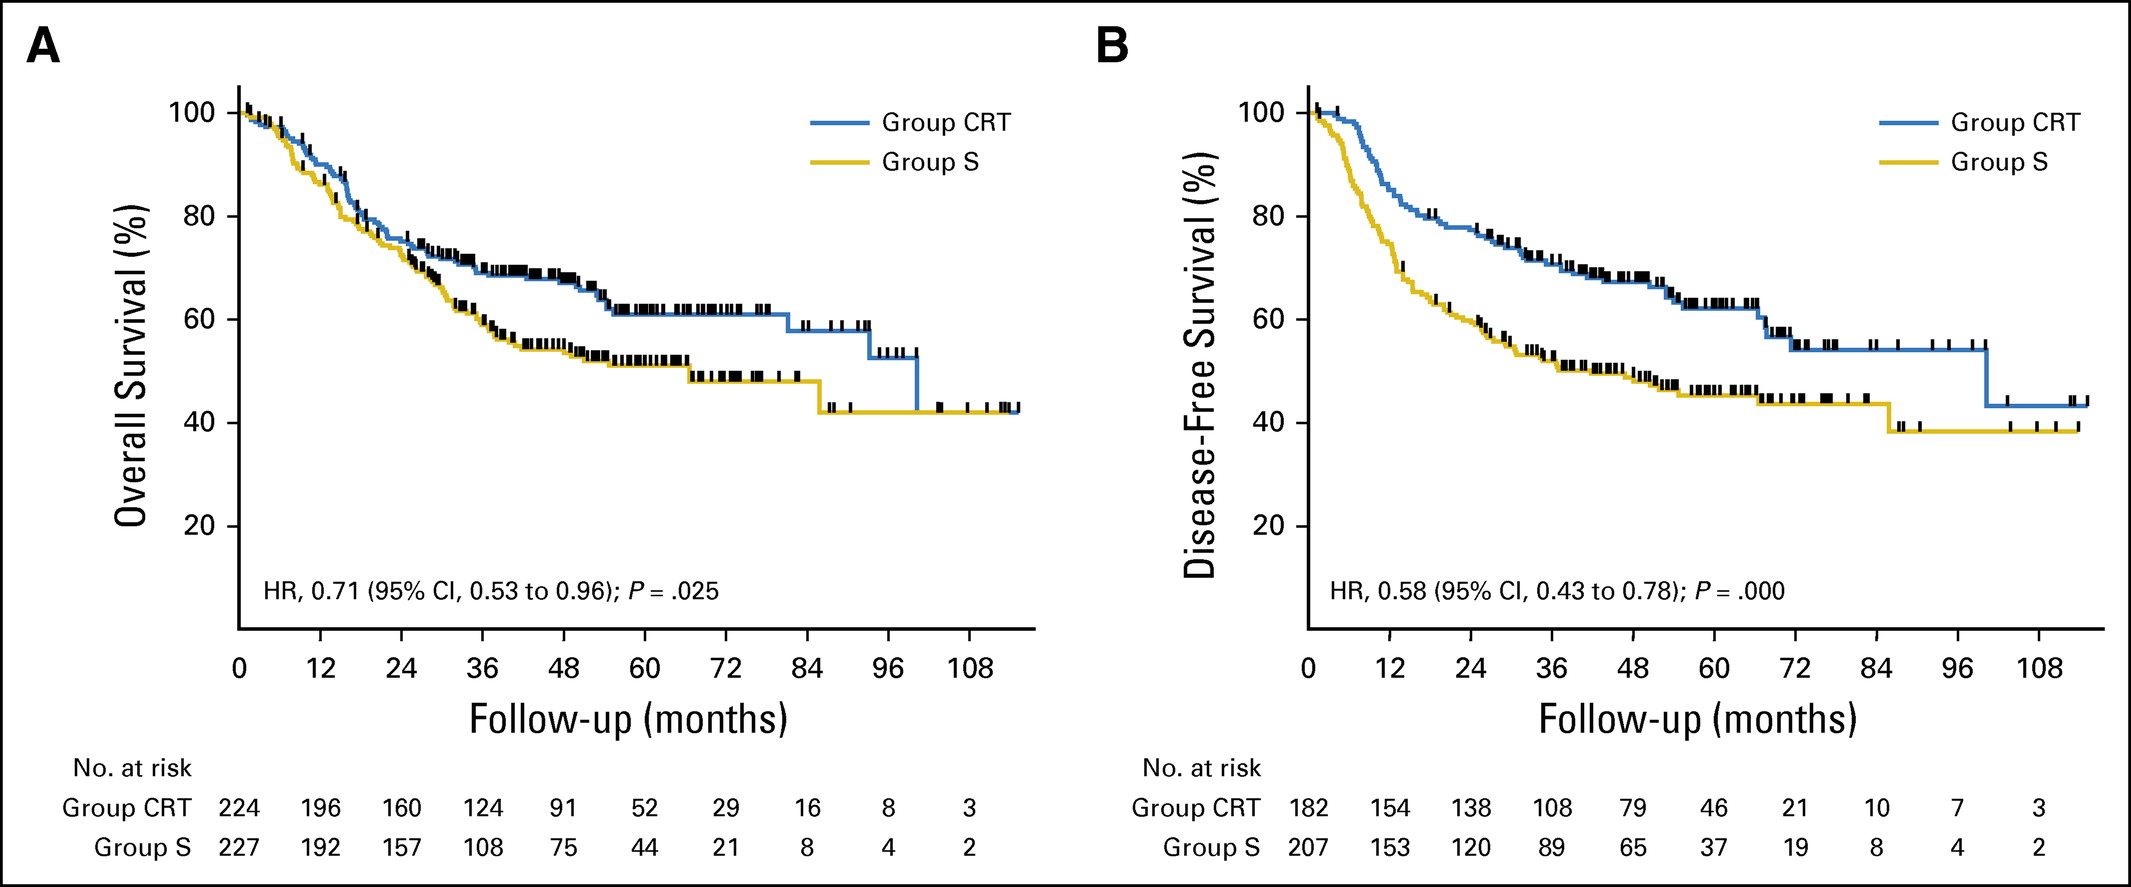 A
Overall Survival (%)
100
80
60
40
20
Group CRT
Group S
HR, 0.71 (95% CI, 0.53 to 0.96); P = .025
0 12 24 36 48 60 72 84 96 108
Follow-up (months)
No. at risk
Group CRT 224 196 160 124 91 52 29 16 8 3
Group S 227 192 157 108 75 44 21 8 4 2
B
Disease-Free Survival (%)
100
80
60
40
20
Group CRT
Group S
HR, 0.58 (95% CI, 0.43 to 0.78); P = .000
0 12 24 36 48 60 72 84 96 108
Follow-up (months)
No. at risk
Group CRT 182 154 138 108 79 46 21 10 7 3
Group S 207 153 120 89 65 37 19 8 4 2